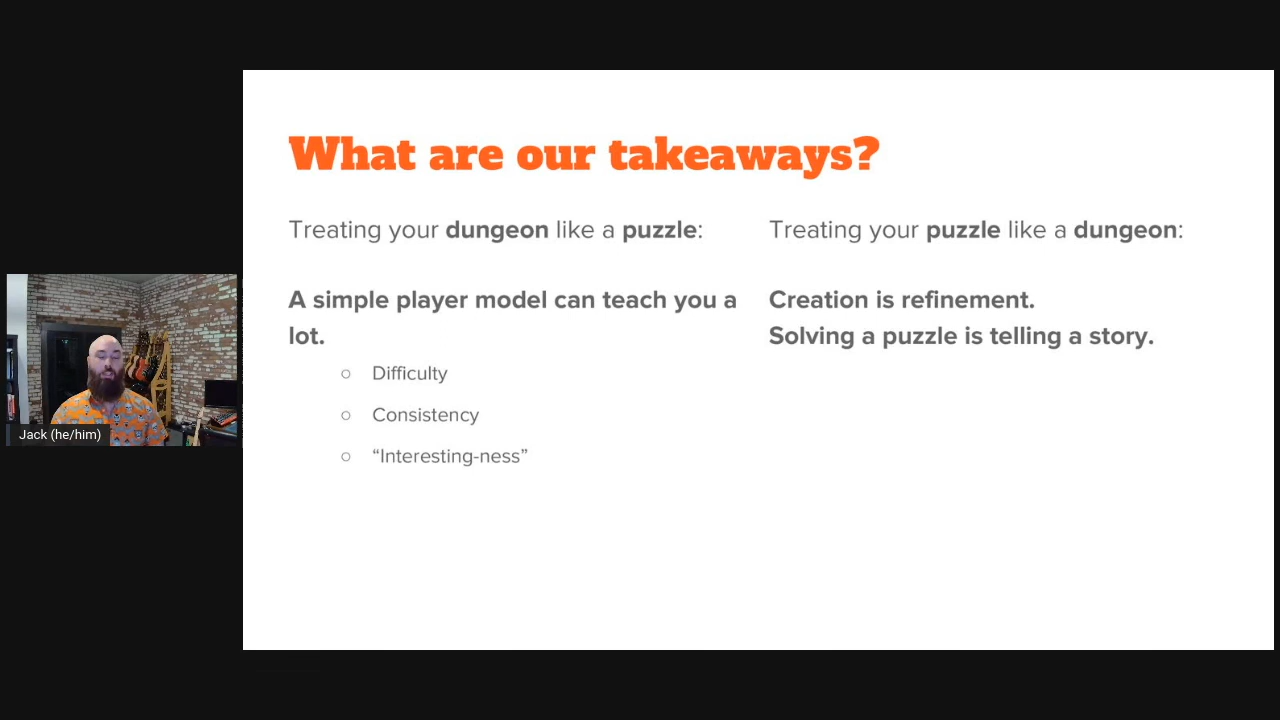 What are our takeaways?
Treating your dungeon like a puzzle:
A simple player model can teach you a
lot.
○ Difficulty
○ Consistency
○ “Interesting-ness”
Treating your puzzle like a dungeon:
Creation is refinement.
Solving a puzzle is telling a story.
Jack (he/him)